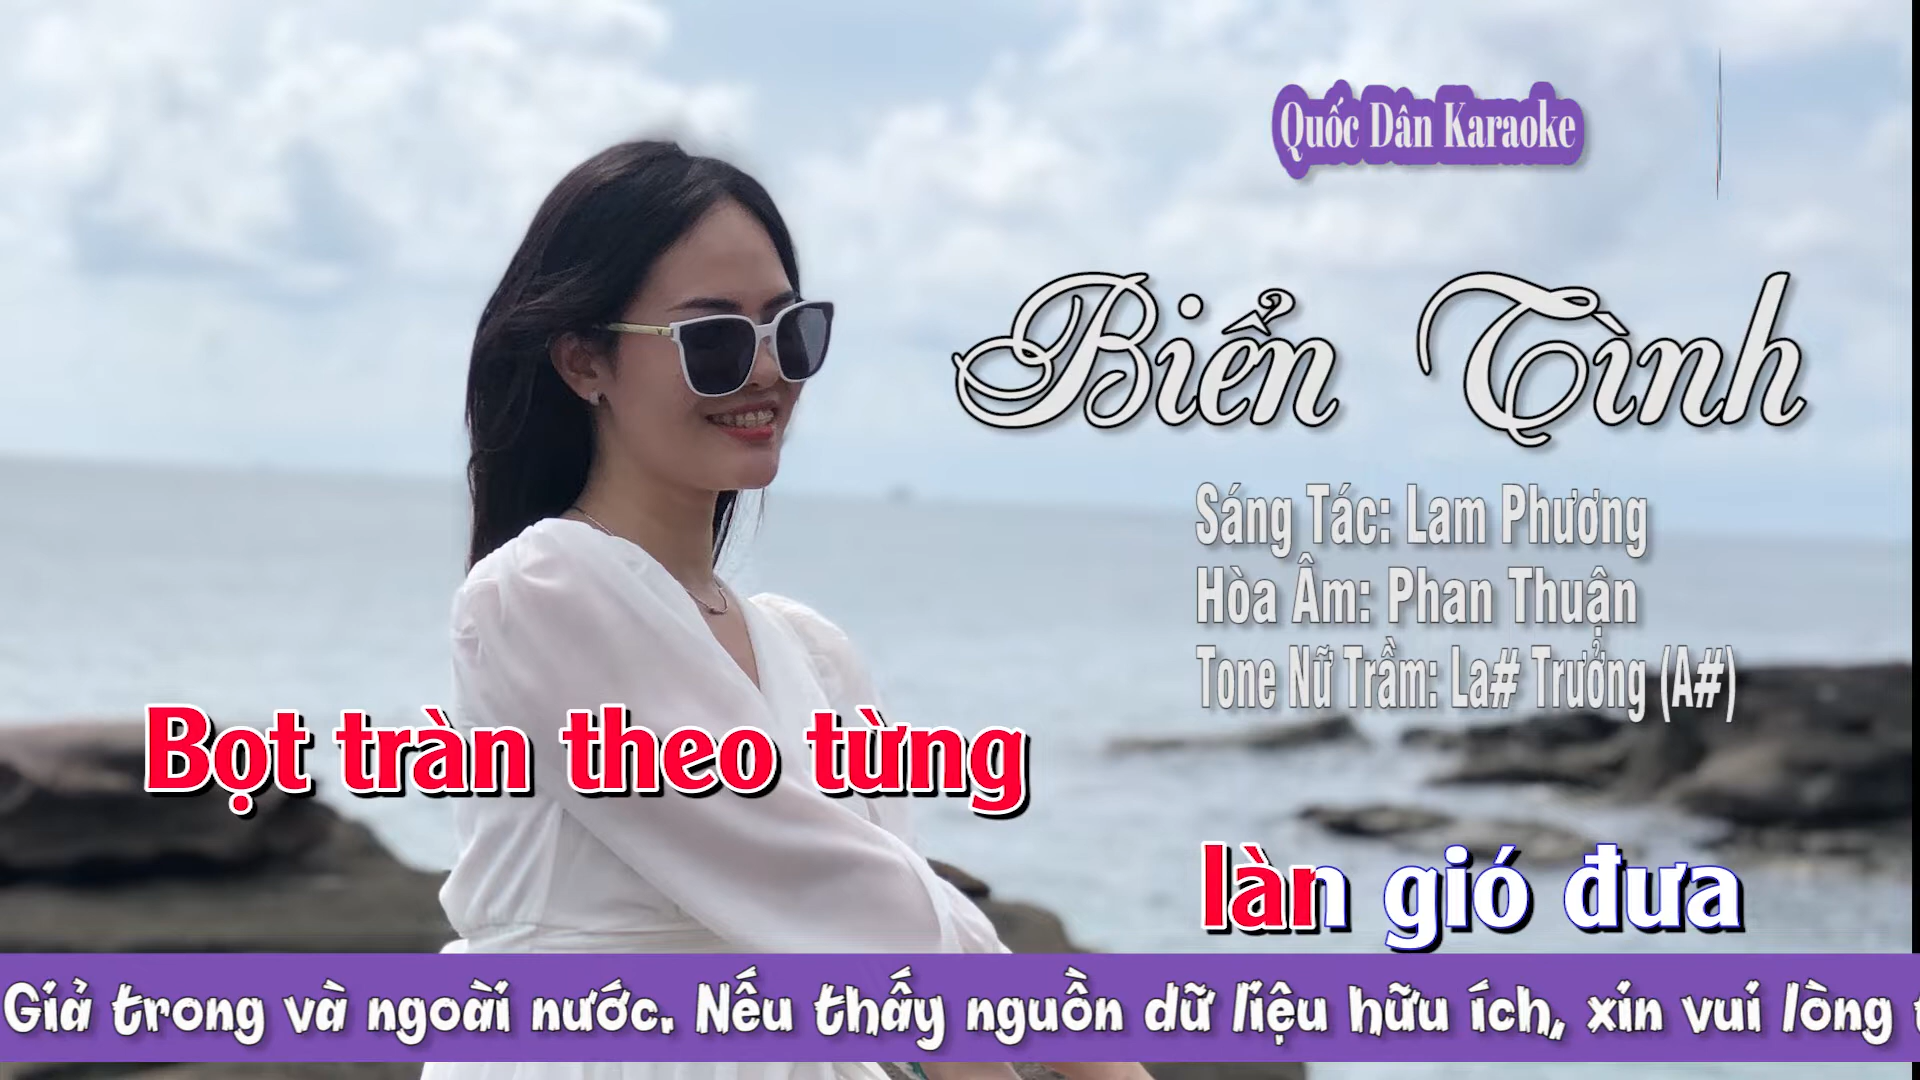 Quốc Dân Karaoke
Biển Tình
Sáng Tác: Lam Phương
Hòa Âm: Phan Thuận
Tone Nữ Trầm: La# Trưởng (A#)
Bọt tràn theo từng
làn gió đưa
Giả trong và ngoài nước. Nếu thấy nguồn dữ liệu hữu ích, xin vui lòng